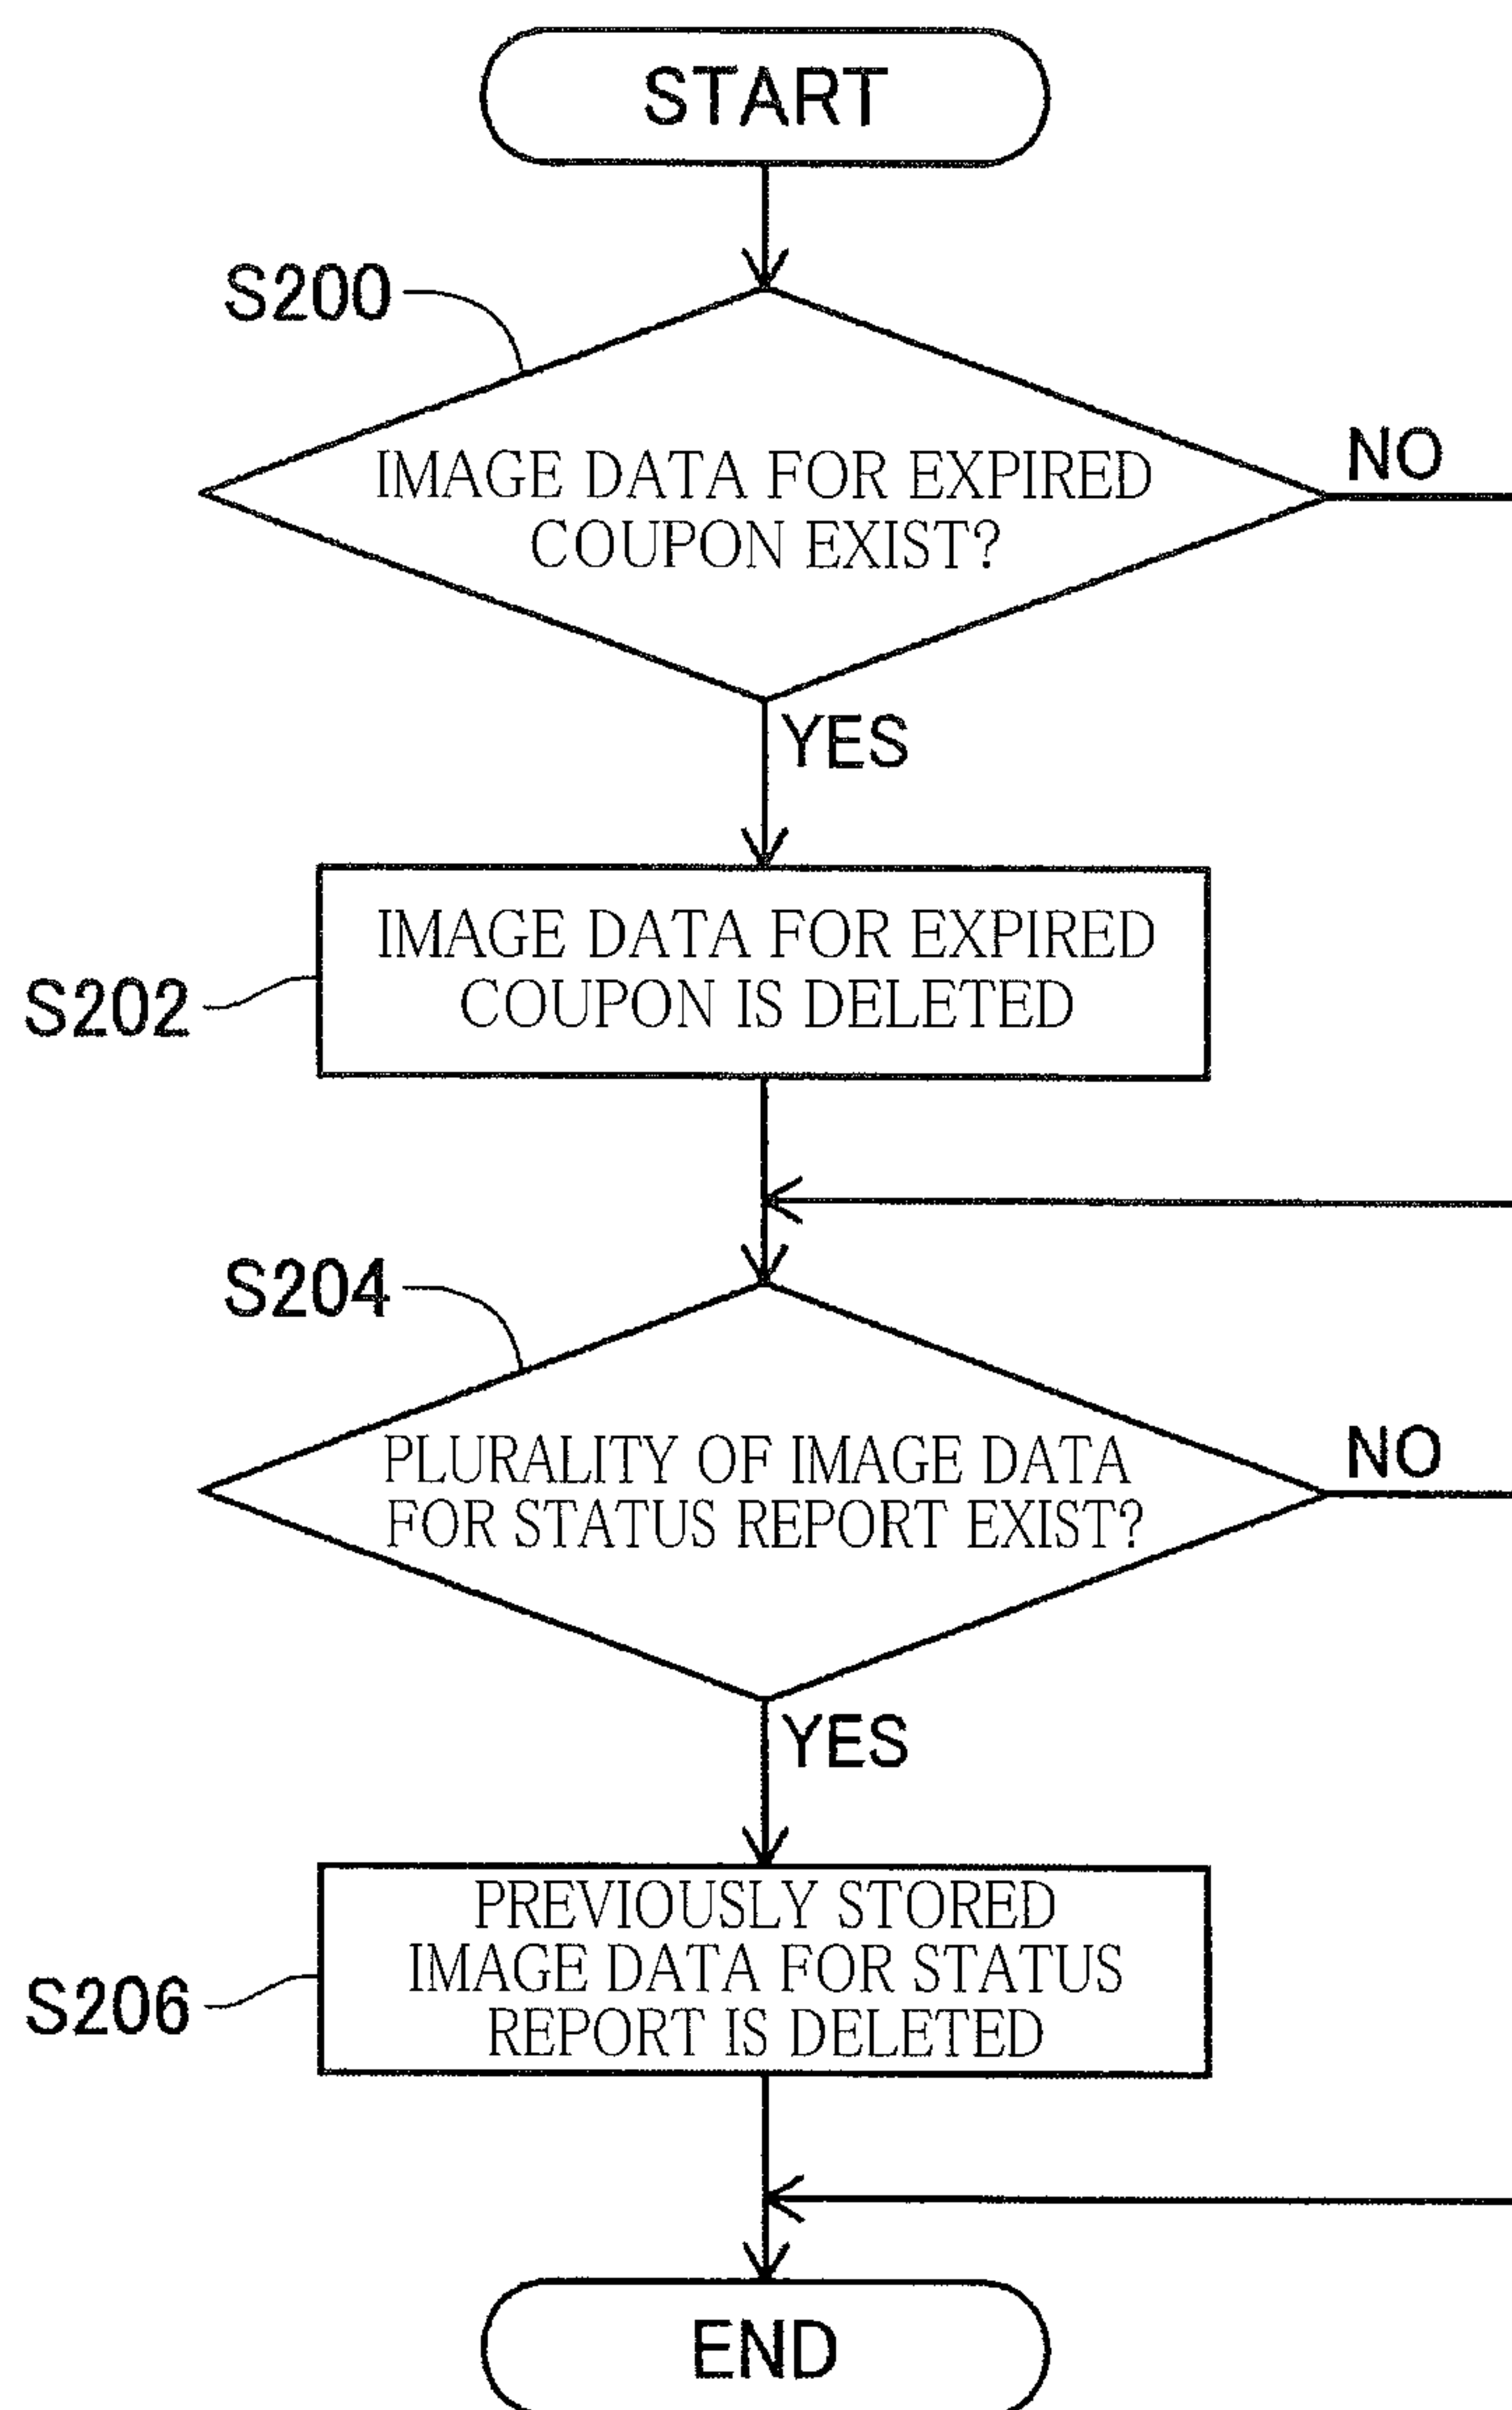 START
S200
IMAGE DATA FOR EXPIRED
COUPON EXIST?
NO
YES
S202
IMAGE DATA FOR EXPIRED
COUPON IS DELETED
S204
PLURALITY OF IMAGE DATA
FOR STATUS REPORT EXIST?
NO
YES
S206
PREVIOUSLY STORED
IMAGE DATA FOR STATUS
REPORT IS DELETED
END